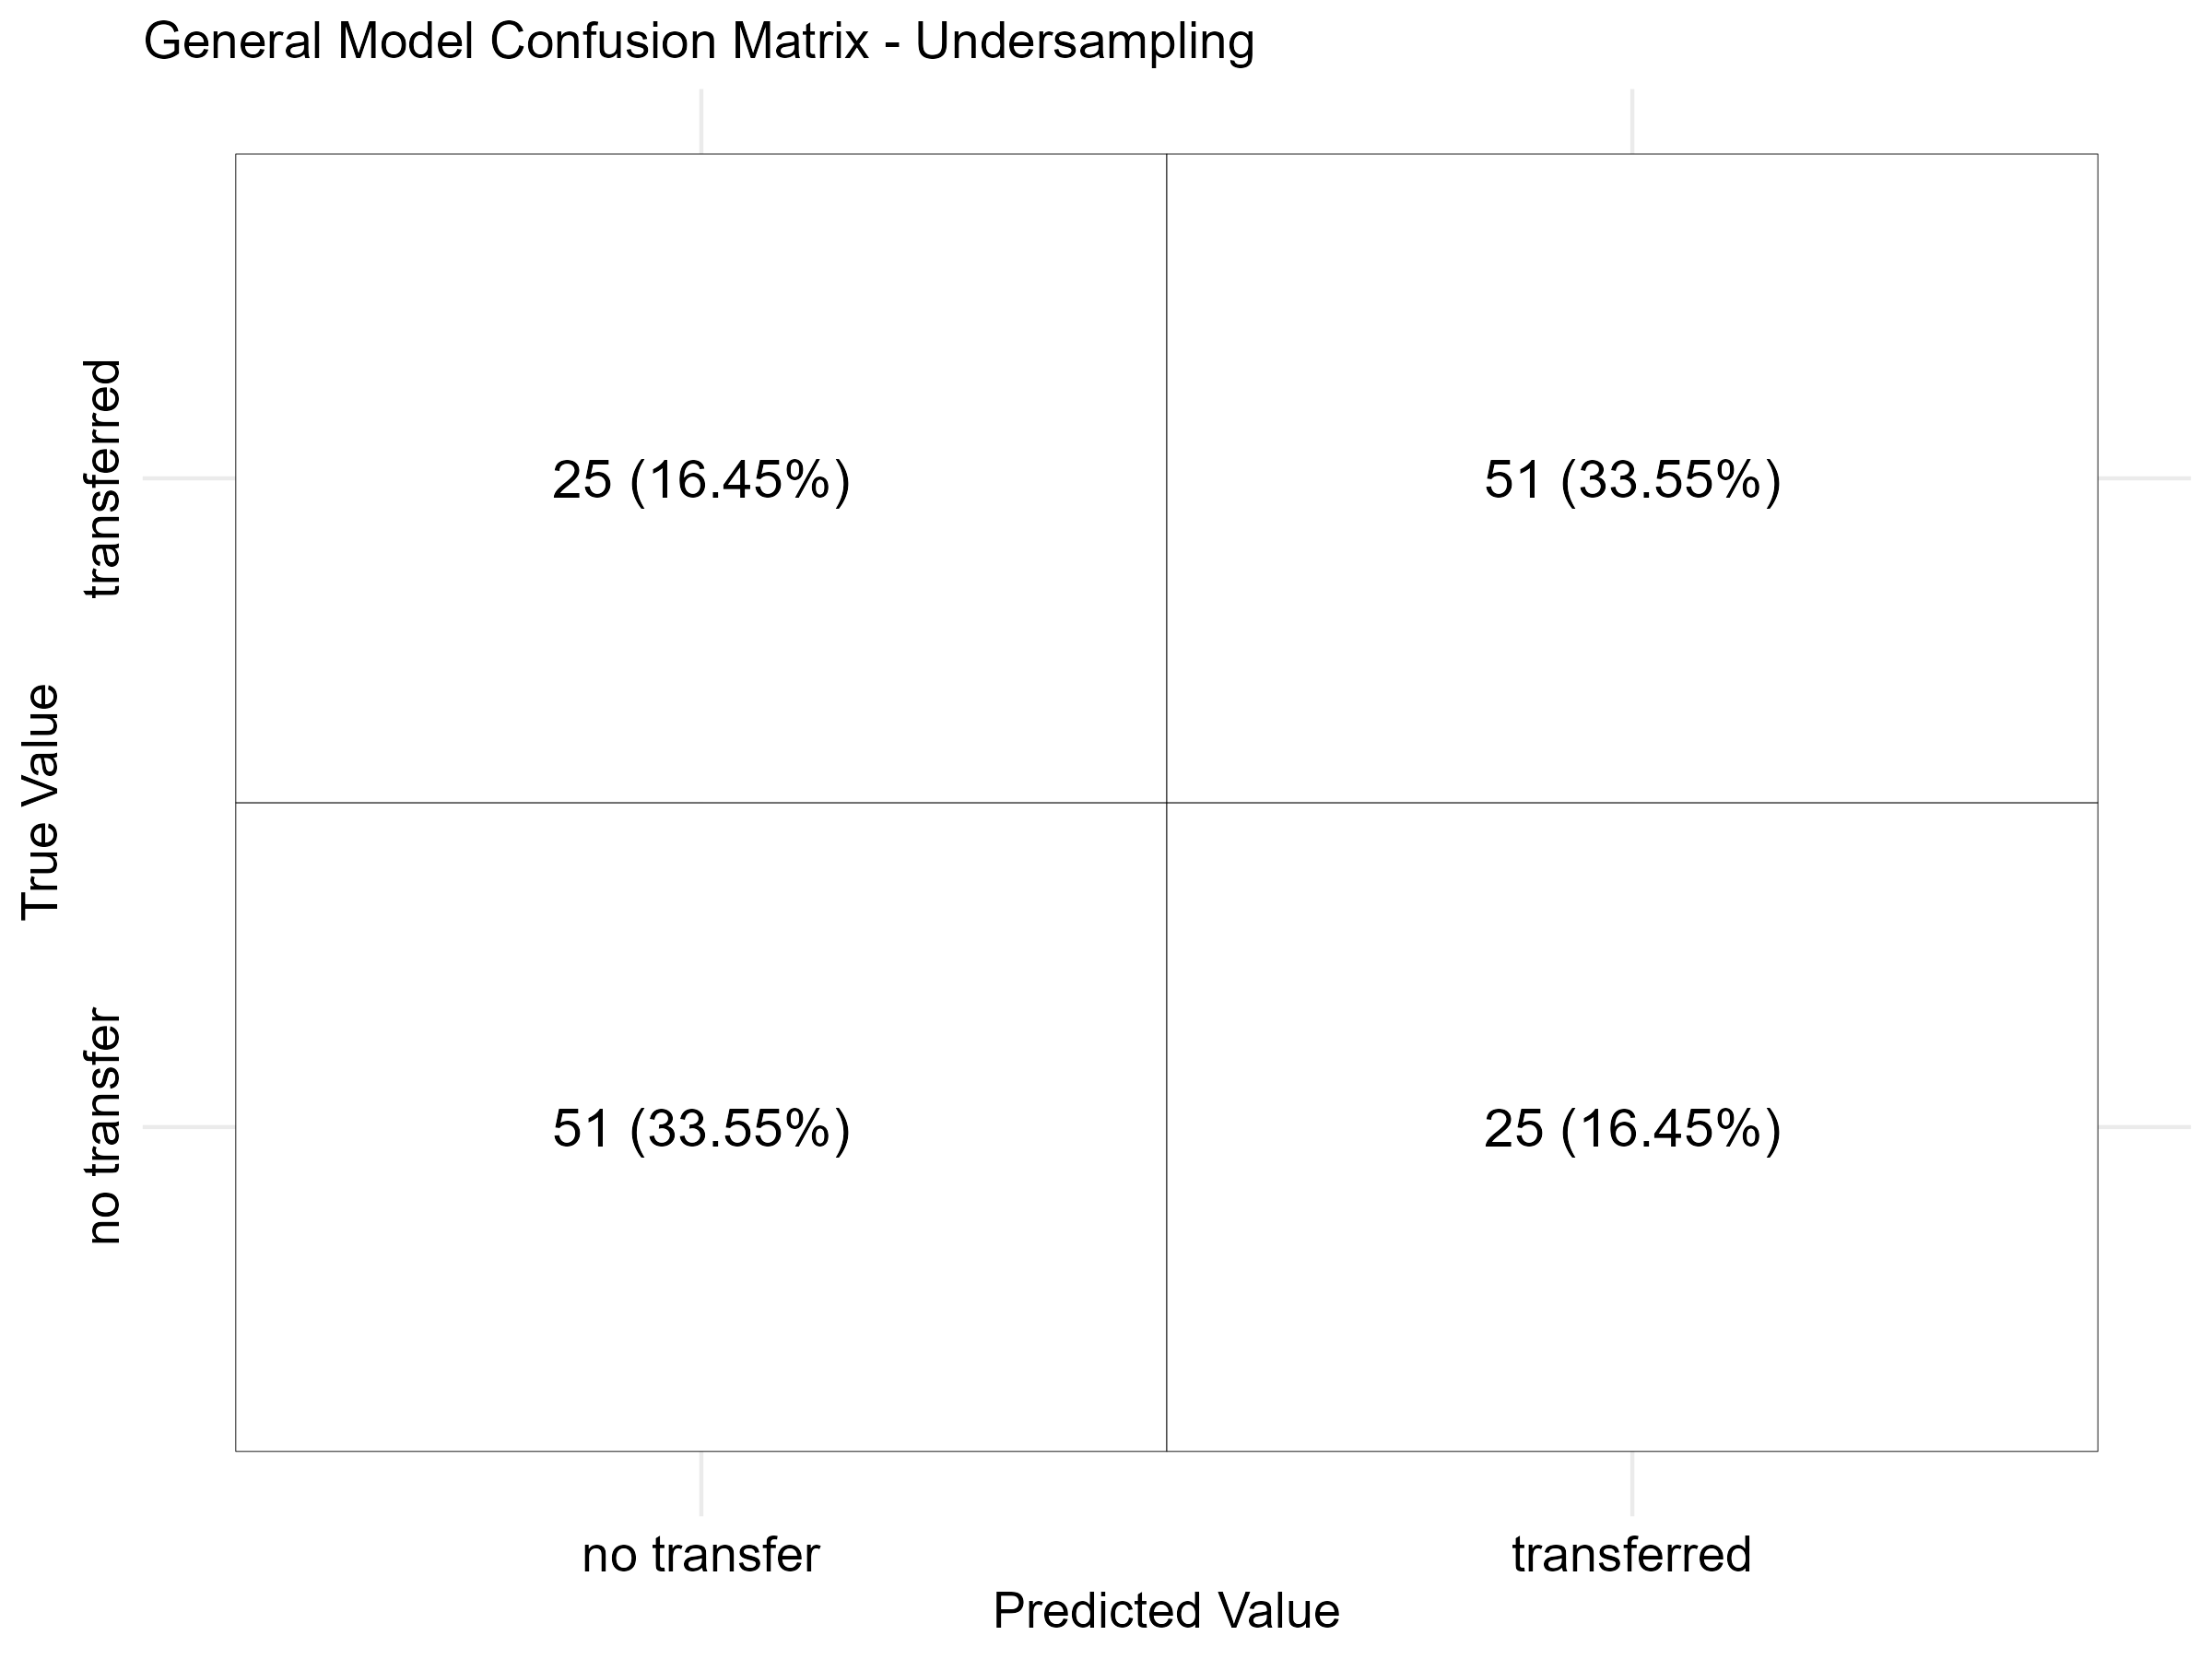 General Model Confusion Matrix - Undersampling
True Value
transferred
25 (16.45%)
51 (33.55%)
no transfer
51 (33.55%)
25 (16.45%)
no transfer
transferred
Predicted Value